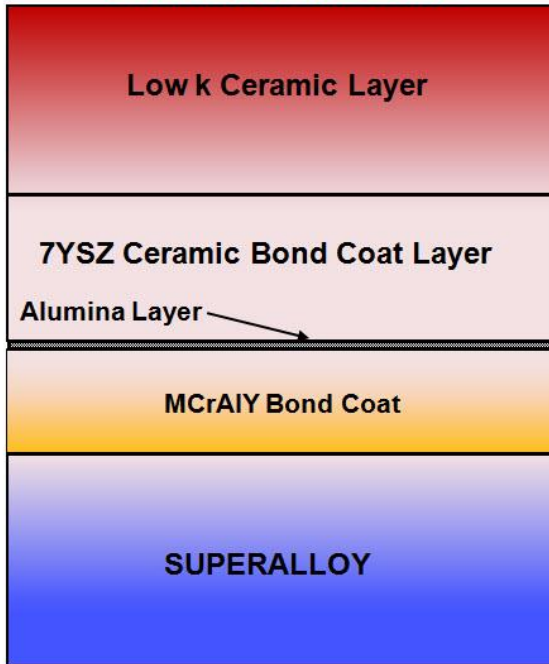 Low k Ceramic Layer
7YSZ Ceramic Bond Coat Layer
Alumina Layer
MCrAlY Bond Coat
SUPERALLOY